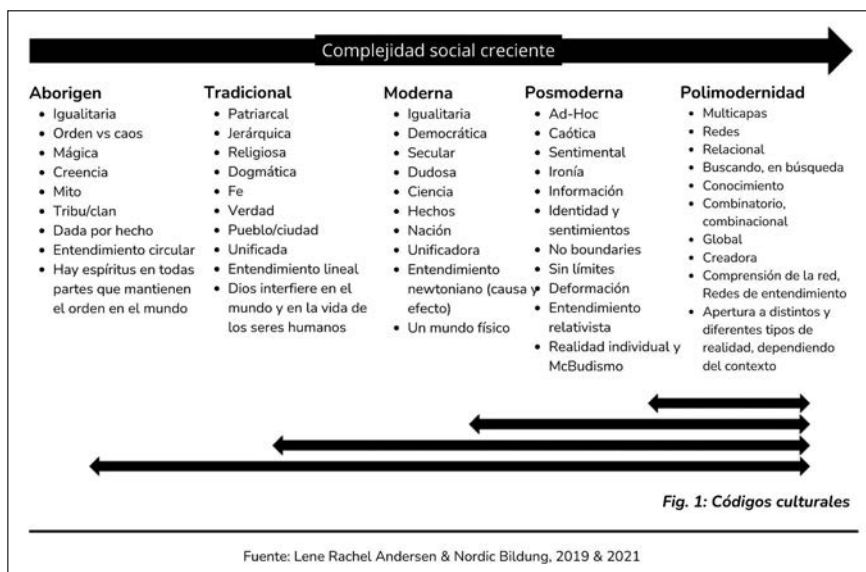 Complejidad social creciente
Aborigen
• Igualitaria
• Orden vs caos
• Mágica
• Creencia
• Mito
• Tribu/clan
• Dada por hecho
• Entendimiento circular
• Hay espíritus en todas
partes que mantienen
el orden en el mundo
Tradicional
• Patriarcal
• Jerárquica
• Religiosa
• Dogmática
• Fe
• Verdad
• Pueblo/ciudad
• Unificada
• Entendimiento lineal
• Dios interfiere en el
mundo y en la vida de
los seres humanos
Moderna
• Igualitaria
• Democrática
• Secular
• Dudosa
• Ciencia
• Hechos
• Nación
• Unificadora
• Entendimiento
newtoniano (causa y
efecto)
• Un mundo físico
Posmoderna
• Ad-Hoc
• Caótica
• Sentimental
• Ironía
• Información
• Identidad y
sentimientos
• No boundaries
• Sin límites
• Deformación
• Entendimiento
relativista
• Realidad individual y
McBudismo
Polimodernidad
• Multicapas
• Redes
• Relacional
• Buscando, en búsqueda
• Conocimiento
• Combinatorio,
combinacional
• Global
• Creadora
• Comprensión de la red,
Redes de entendimiento
• Apertura a distintos y
diferentes tipos de
realidad, dependiendo
del contexto
Fig. 1: Códigos culturales
Fuente: Lene Rachel Andersen & Nordic Bildung, 2019 & 2021